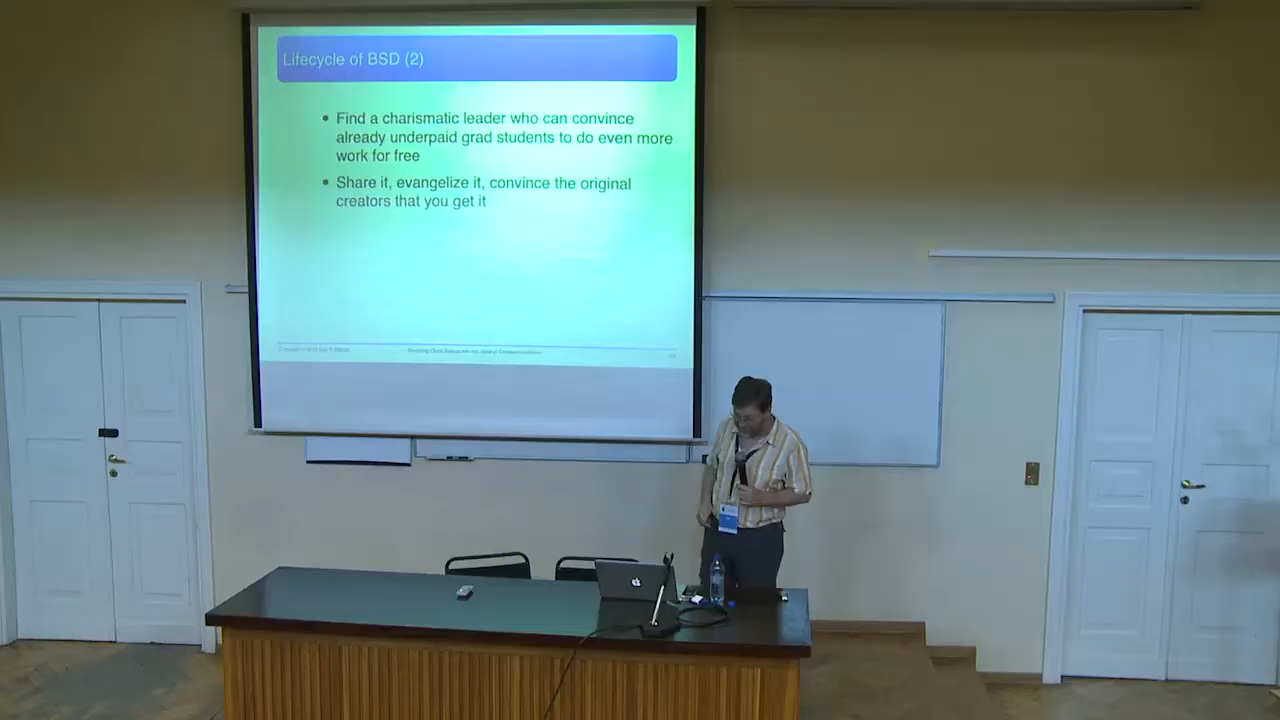 Lifecycle of BSD (2)
• Find a charismatic leader who can convince
already underpaid grad students to do even more
work for free
• Share it, evangelize it, convince the original
creators that you get it